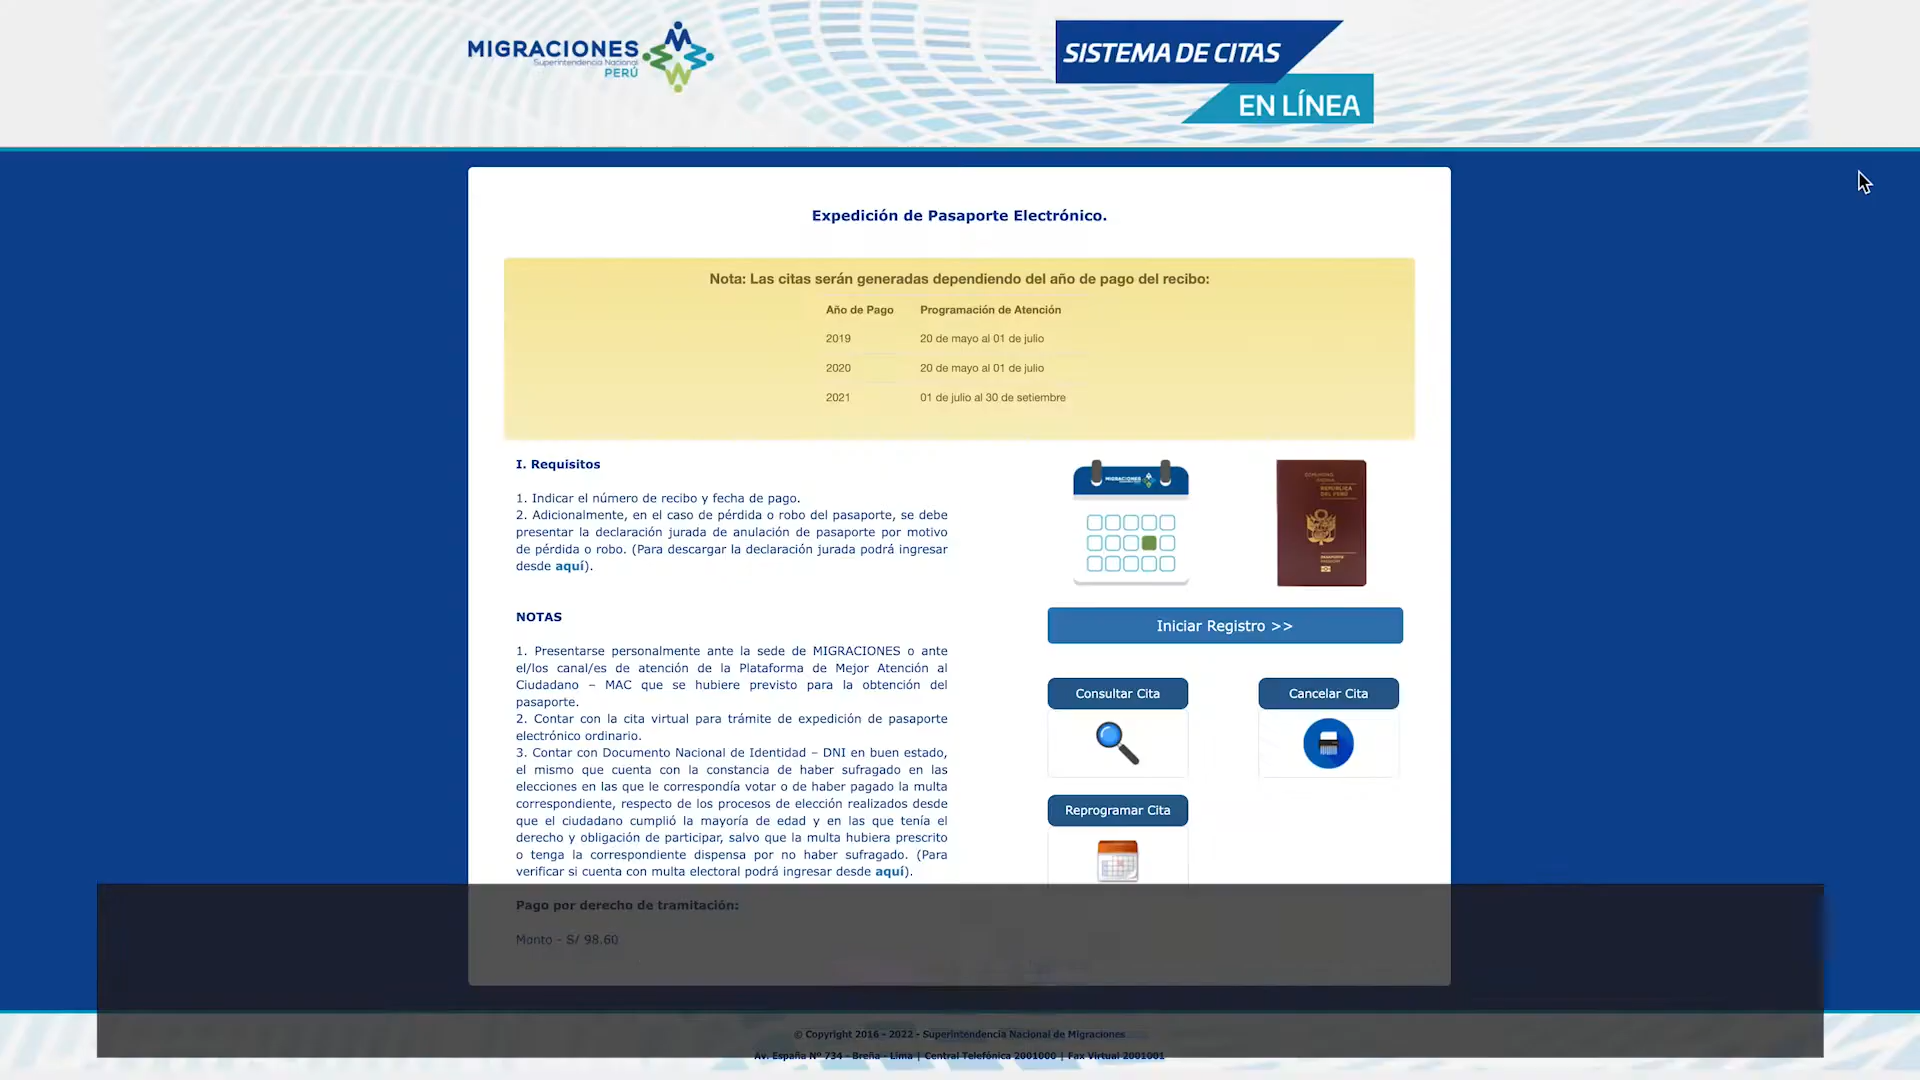 MIGRACIONES
Superintendencia Nacional
PERÚ
SISTEMA DE CITAS
EN LÍNEA
Expedición de Pasaporte Electrónico.
Nota: Las citas serán generadas dependiendo del año de pago del recibo:
Año de Pago Programación de Atención
2019 20 de mayo al 01 de julio
2020 20 de mayo al 01 de julio
2021 01 de julio al 30 de setiembre
I. Requisitos
1. Indicar el número de recibo y fecha de pago.
2. Adicionalmente, en el caso de pérdida o robo del pasaporte, se debe
presentar la declaración jurada de anulación de pasaporte por motivo
de pérdida o robo. (Para descargar la declaración jurada podrá ingresar
desde aquí).
NOTAS
1. Presentarse personalmente ante la sede de MIGRACIONES o ante
el/los canal/es de atención de la Plataforma de Mejor Atención al
Ciudadano – MAC que se hubiere previsto para la obtención del
pasaporte.
2. Contar con la cita virtual para trámite de expedición de pasaporte
electrónico ordinario.
3. Contar con Documento Nacional de Identidad – DNI en buen estado,
el mismo que cuenta con la constancia de haber sufragado en las
elecciones en las que le correspondía votar o de haber pagado la multa
correspondiente, respecto de los procesos de elección realizados desde
que el ciudadano cumplió la mayoría de edad y en las que tenía el
derecho y obligación de participar, salvo que la multa hubiera prescrito
o tenga la correspondiente dispensa por no haber sufragado. (Para
verificar si cuenta con multa electoral podrá ingresar desde aquí).
Pago por derecho de tramitación:
Monto - S/ 98.60
MIGRACIONES
REPÚBLICA
DEL PERÚ
Iniciar Registro >>
Consultar Cita
Cancelar Cita
Reprogramar Cita
© Copyright 2016 - 2022 - Superintendencia Nacional de Migraciones
Av. España Nº 734 - Breña - Lima | Central Telefónica 2001000 | Fax Virtual 2001001